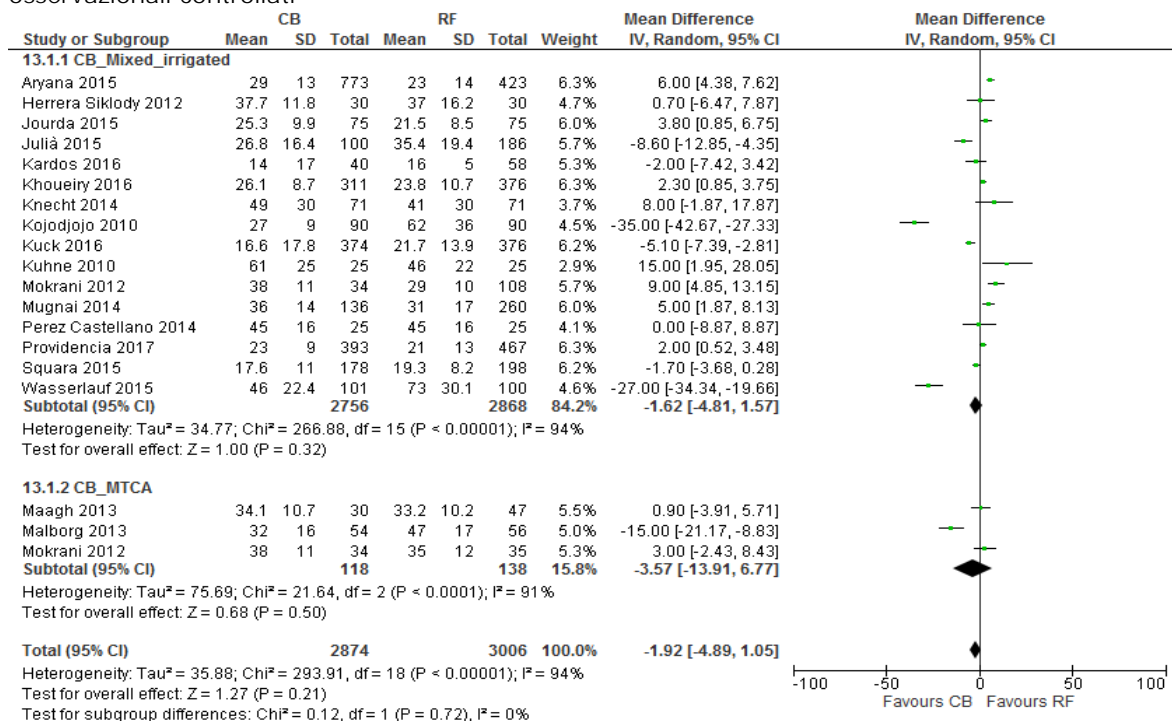 osservazionali controllati
CB RF Mean Difference Mean Difference
Study or Subgroup Mean SD Total Mean SD Total Weight IV, Random, 95% CI IV, Random, 95% CI
13.1.1 CB_Mixed_irrigated
Aryana 2015 29 13 773 23 14 423 6.3% 6.00 [4.38, 7.62]
Herrera Siklody 2012 37.7 11.8 30 37 16.2 30 4.7% 0.70 [-6.47, 7.87]
Jourda 2015 25.3 9.9 75 21.5 8.5 75 6.0% 3.80 [0.85, 6.75]
Julià 2015 26.8 16.4 100 35.4 19.4 186 5.7% -8.60 [-12.85, -4.35]
Kardos 2016 14 17 40 16 5 58 5.3% -2.00 [-7.42, 3.42]
Khoueiry 2016 26.1 8.7 311 23.8 10.7 376 6.3% 2.30 [0.85, 3.75]
Knecht 2014 49 30 71 41 30 71 3.8% 8.00 [-1.87, 17.87]
Kojodjojo 2010 27 9 90 62 36 90 4.5% -35.00 [-42.67, -27.33]
Kuck 2016 16.6 17.8 374 21.7 13.9 376 6.2% -5.10 [-7.39, -2.81]
Kuhne 2010 61 25 25 46 22 25 2.9% 15.00 [1.95, 28.05]
Mokrani 2012 38 11 34 29 10 108 5.7% 9.00 [4.85, 13.15]
Mugnai 2014 36 14 136 31 17 260 6.0% 5.00 [1.87, 8.13]
Perez Castellano 2014 45 16 25 45 16 25 4.1% 0.00 [-8.87, 8.87]
Providencia 2017 23 9 393 21 13 467 6.3% 2.00 [0.52, 3.48]
Squara 2015 17.6 11 178 19.3 8.2 198 6.2% -1.70 [-3.68, 0.28]
Wasserlauf 2015 46 22.4 101 73 30.1 100 4.6% -27.00 [-34.34, -19.66]
Subtotal (95% CI) 2756 2868 84.2% -1.62 [-4.81, 1.57]
Heterogeneity: Tau² = 34.77; Chi² = 266.88, df = 15 (P < 0.00001); I² = 94%
Test for overall effect: Z = 1.00 (P = 0.32)
13.1.2 CB_MTCA
Maagh 2013 34.1 10.7 30 33.2 10.2 47 5.5% 0.90 [-3.91, 5.71]
Malborg 2013 32 16 54 47 17 56 5.0% -15.00 [-21.17, -8.83]
Mokrani 2012 38 11 34 35 12 35 5.3% 3.00 [-2.43, 8.43]
Subtotal (95% CI) 118 138 15.8% -3.57 [-13.91, 6.77]
Heterogeneity: Tau² = 75.69; Chi² = 21.64, df = 2 (P < 0.0001); I² = 91%
Test for overall effect: Z = 0.68 (P = 0.50)
Total (95% CI) 2874 3006 100.0% -1.92 [-4.89, 1.05]
Heterogeneity: Tau² = 35.88; Chi² = 293.91, df = 18 (P < 0.00001); I² = 94%
Test for overall effect: Z = 1.27 (P = 0.21)
Test for subgroup differences: Chi² = 0.12, df = 1 (P = 0.72), I² = 0%
-100 -50 0 50 100
Favours CB Favours RF